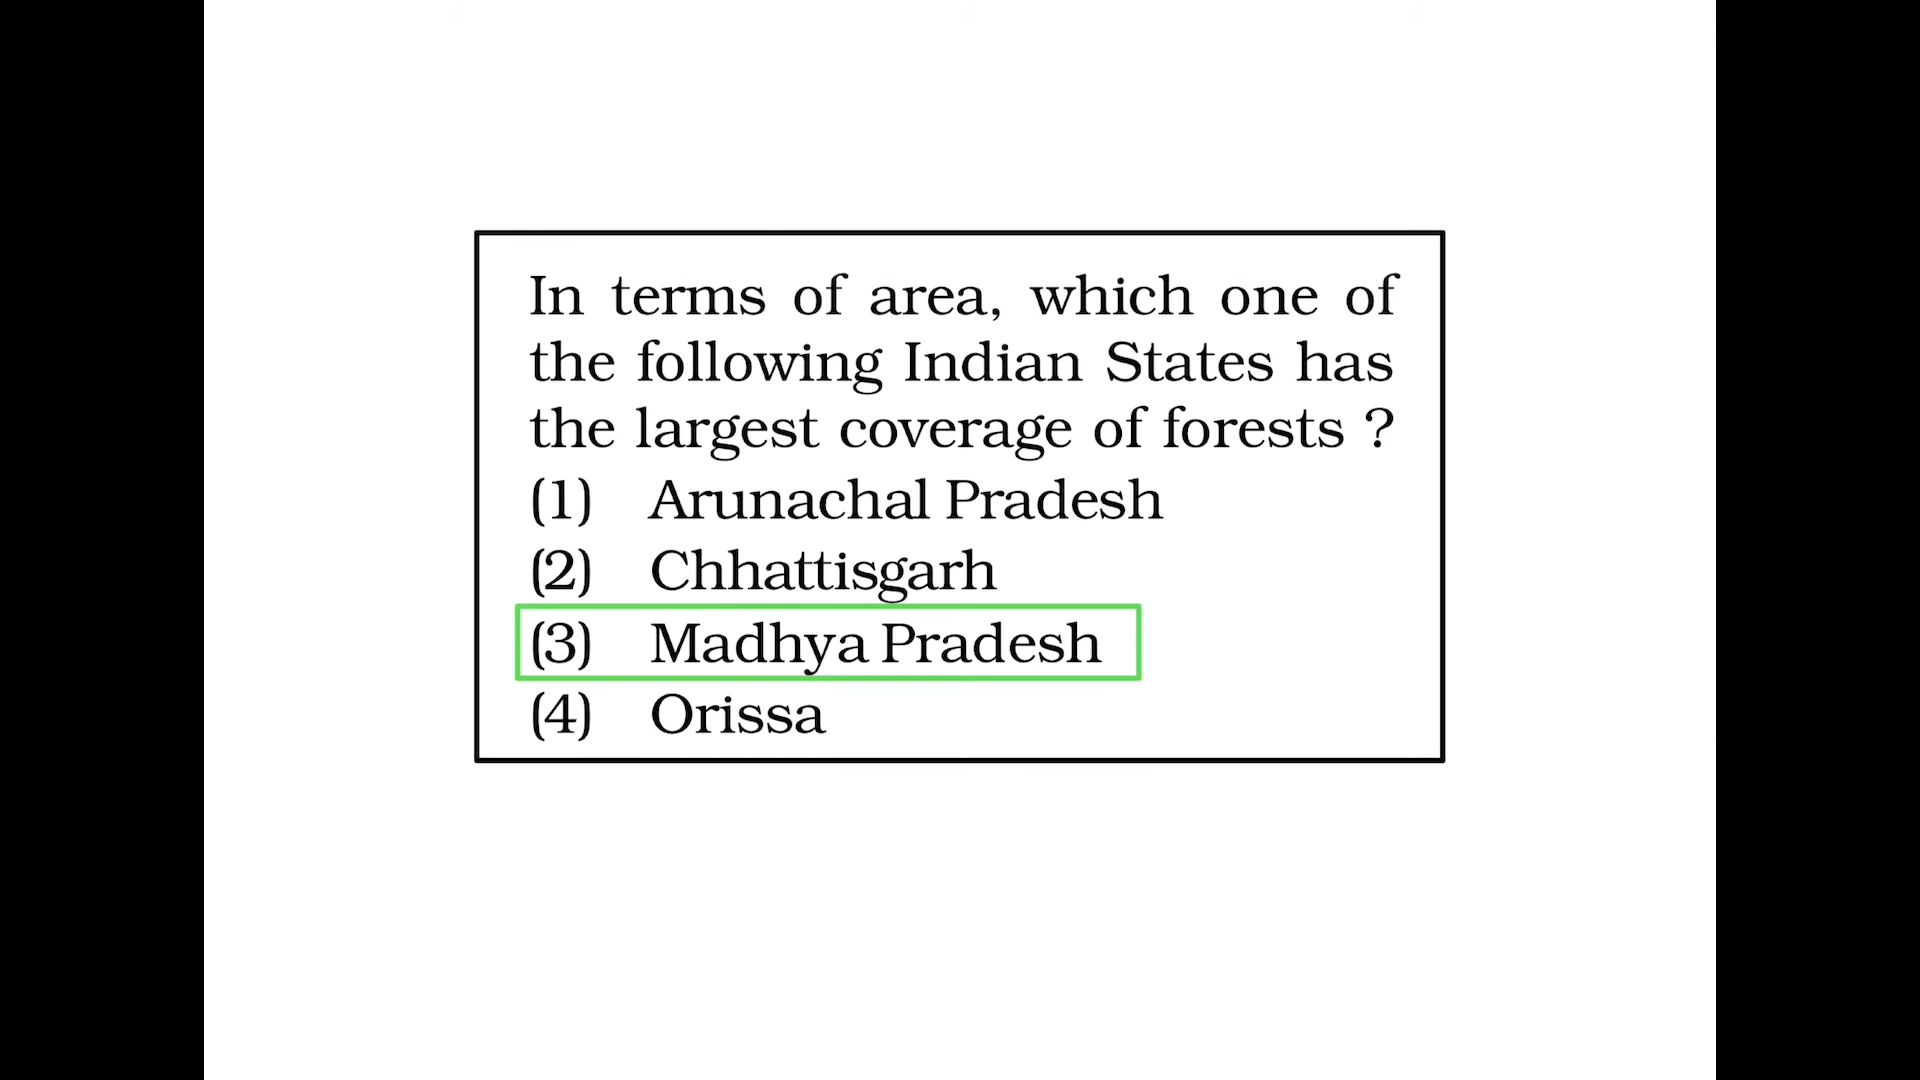 In terms of area, which one of
the following Indian States has
the largest coverage of forests ?
(1) Arunachal Pradesh
(2) Chhattisgarh
(3) Madhya Pradesh
(4) Orissa